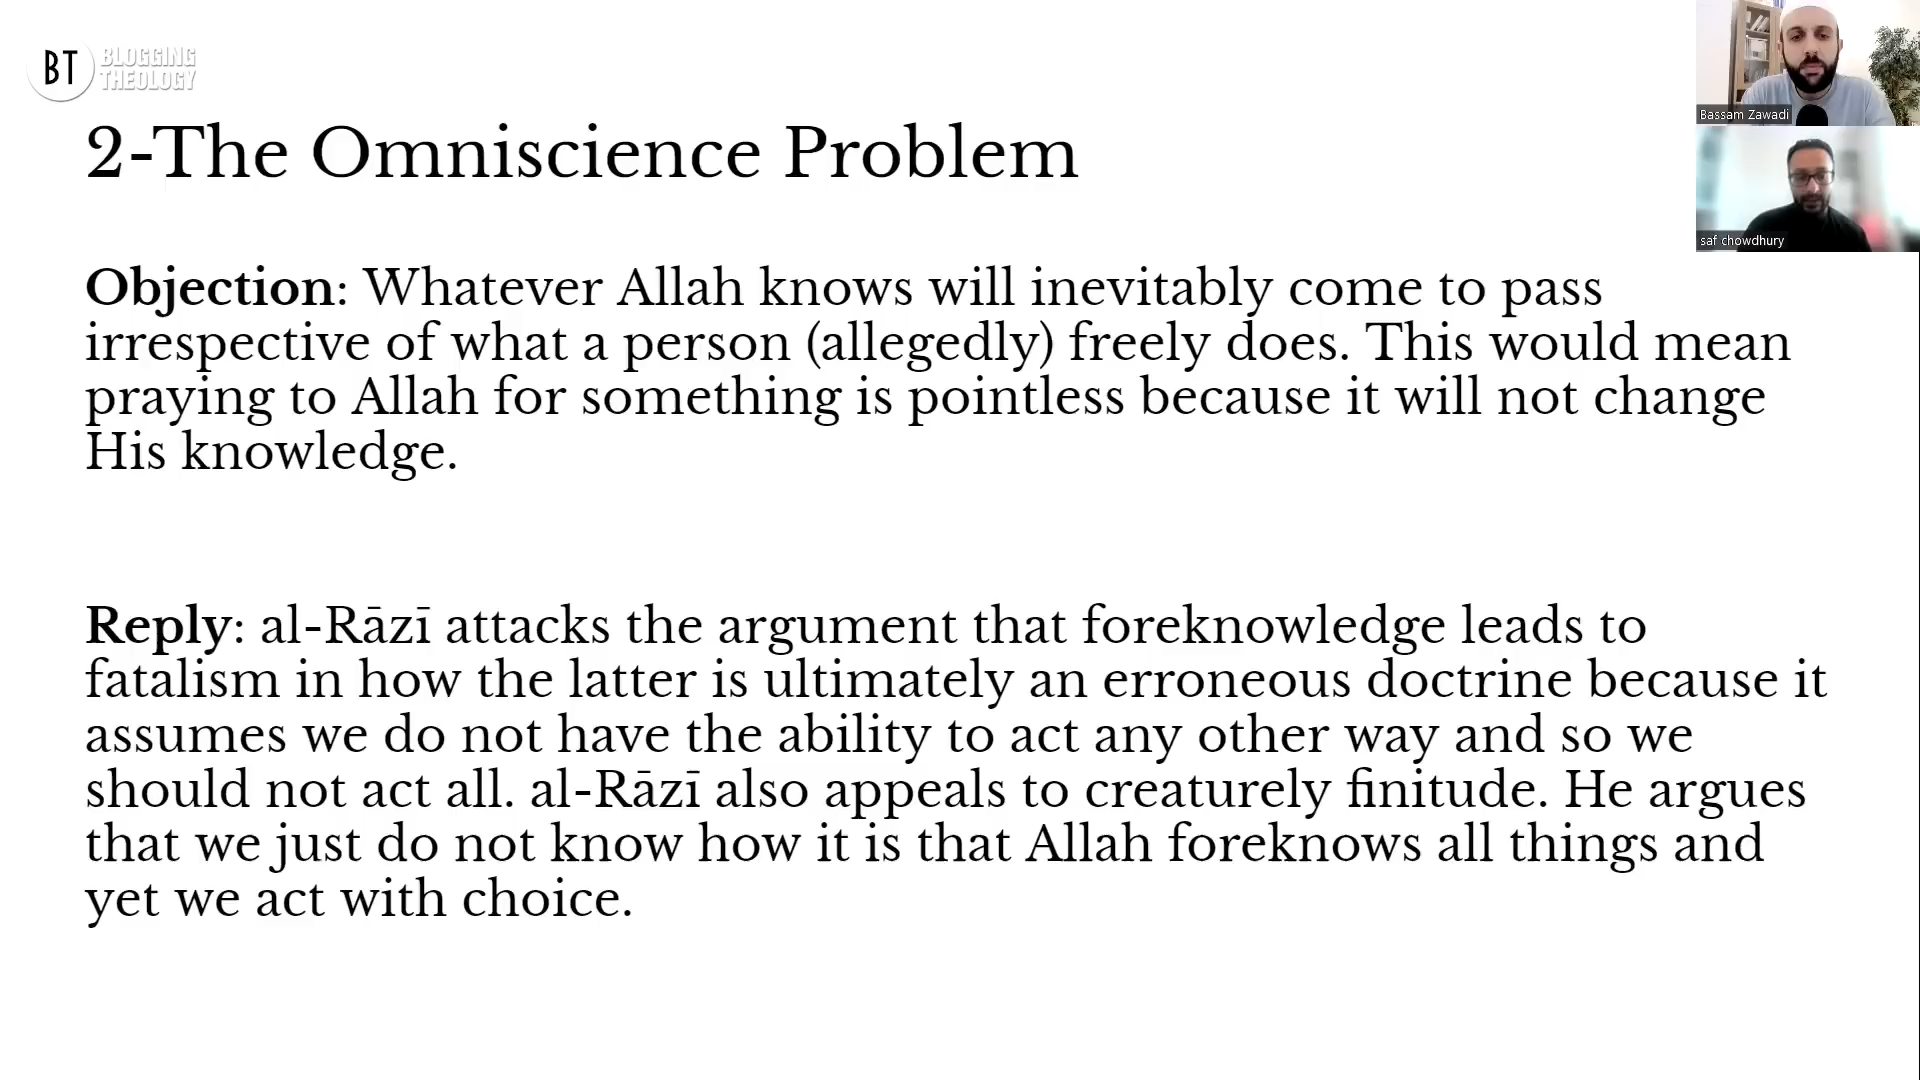 BT BLOGGING
THEOLOGY
2-The Omniscience Problem
Objection: Whatever Allah knows will inevitably come to pass
irrespective of what a person (allegedly) freely does. This would mean
praying to Allah for something is pointless because it will not change
His knowledge.
Reply: al-Rāzī attacks the argument that foreknowledge leads to
fatalism in how the latter is ultimately an erroneous doctrine because it
assumes we do not have the ability to act any other way and so we
should not act all. al-Rāzī also appeals to creaturely finitude. He argues
that we just do not know how it is that Allah foreknows all things and
yet we act with choice.
Bassam Zawadi
saf chowdhury